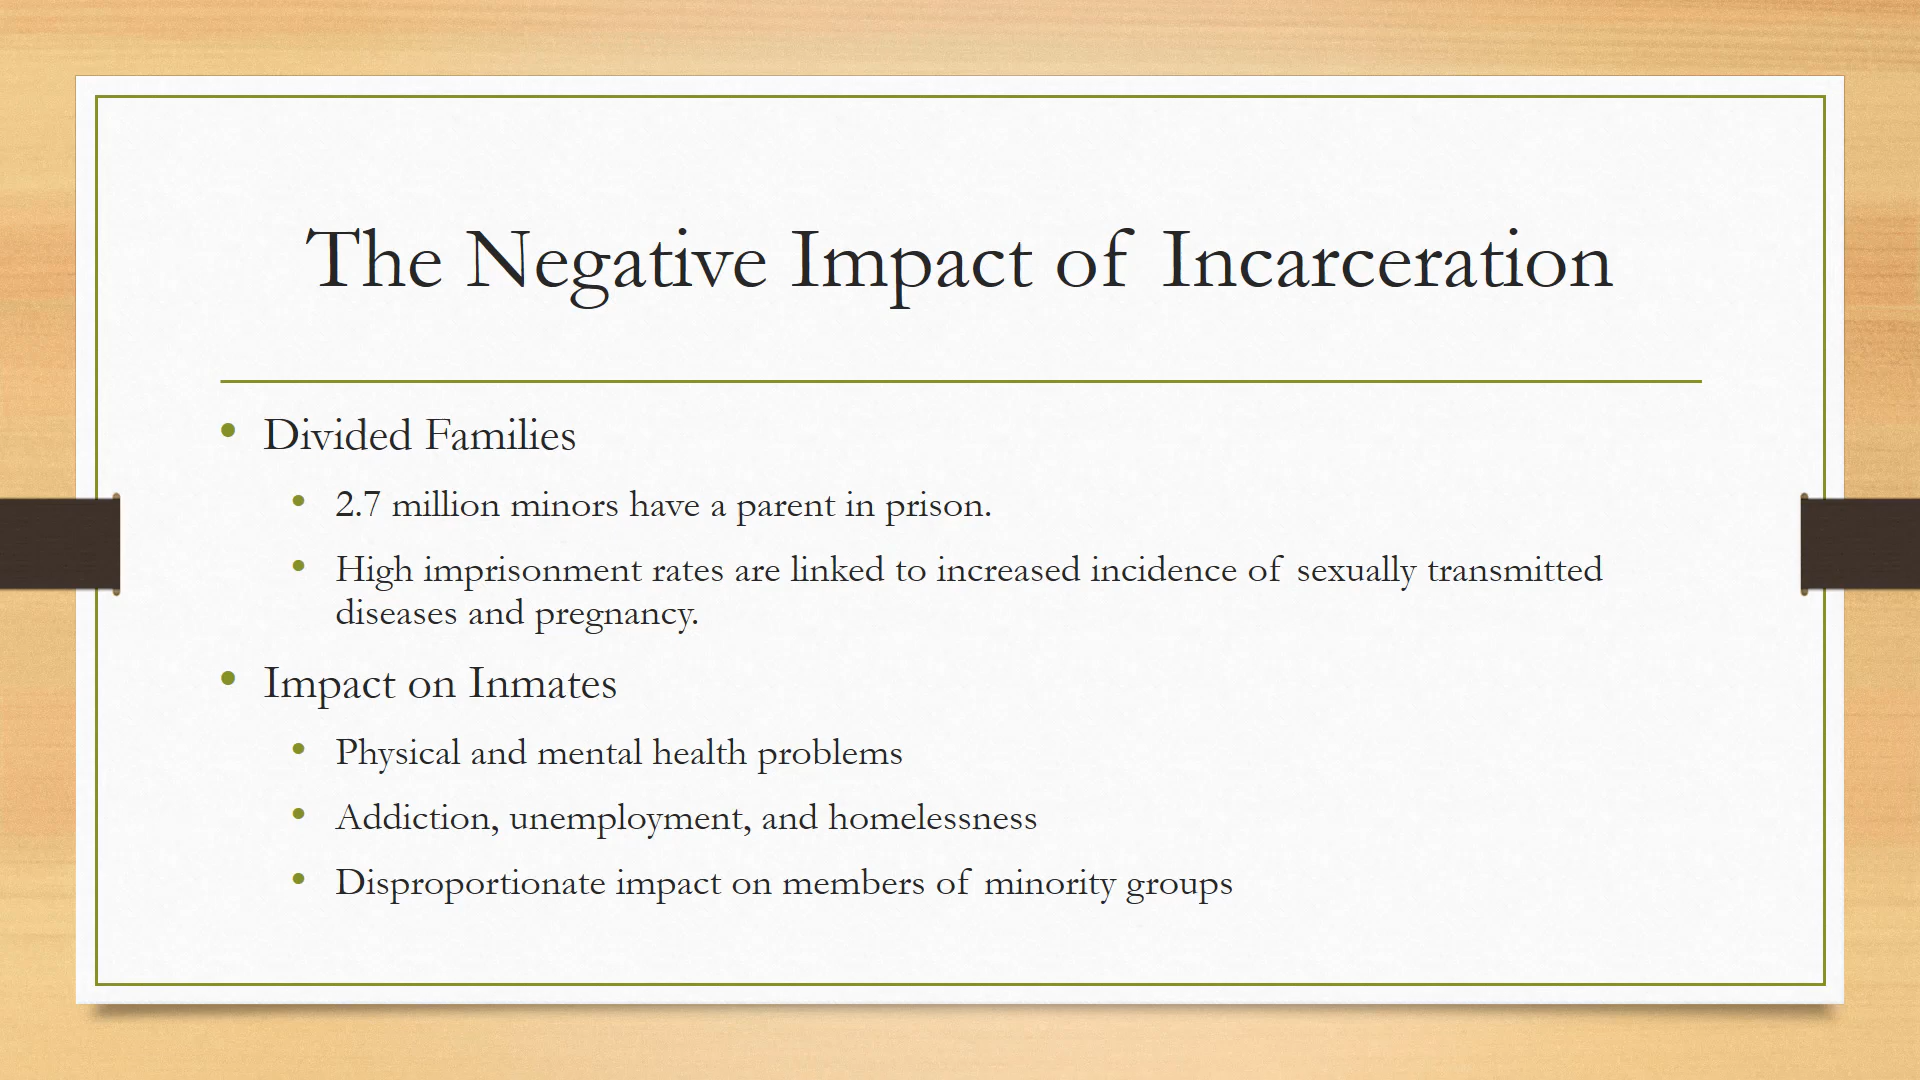 The Negative Impact of Incarceration
• Divided Families
• 2.7 million minors have a parent in prison.
• High imprisonment rates are linked to increased incidence of sexually transmitted
diseases and pregnancy.
• Impact on Inmates
• Physical and mental health problems
• Addiction, unemployment, and homelessness
• Disproportionate impact on members of minority groups